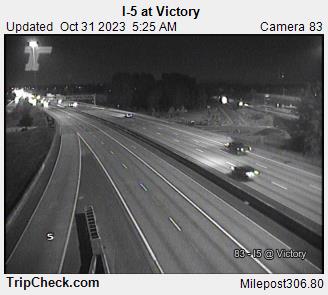 I-5 at Victory
Updated Oct 31 2023 5:25 AM Camera 83
S
83 - I5 @ Victory
TripCheck.com Milepost306.80